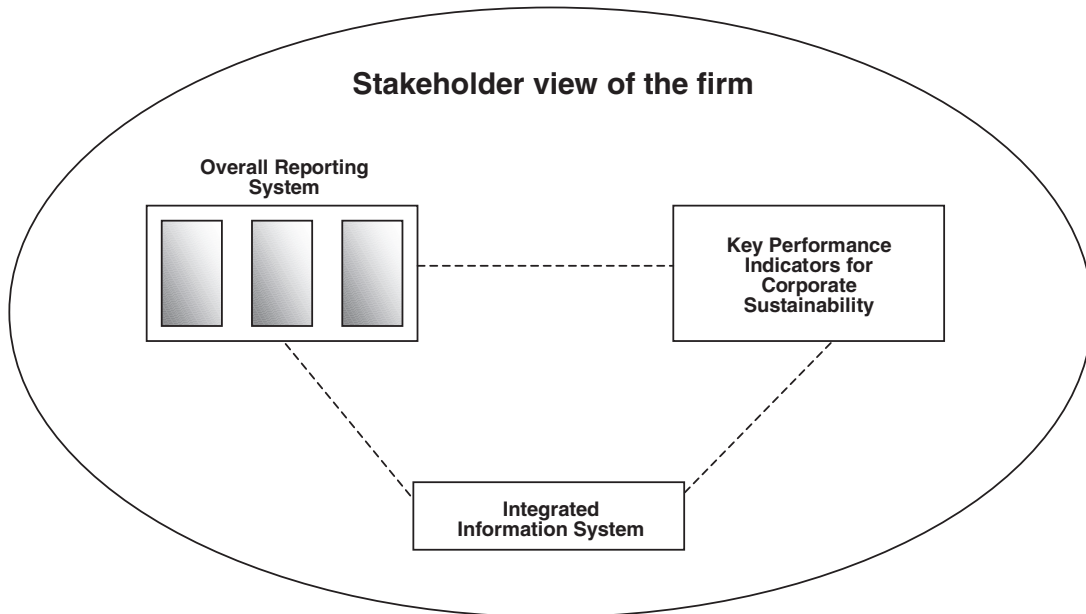 Stakeholder view of the firm
Overall Reporting
System
Key Performance
Indicators for
Corporate
Sustainability
Integrated
Information System